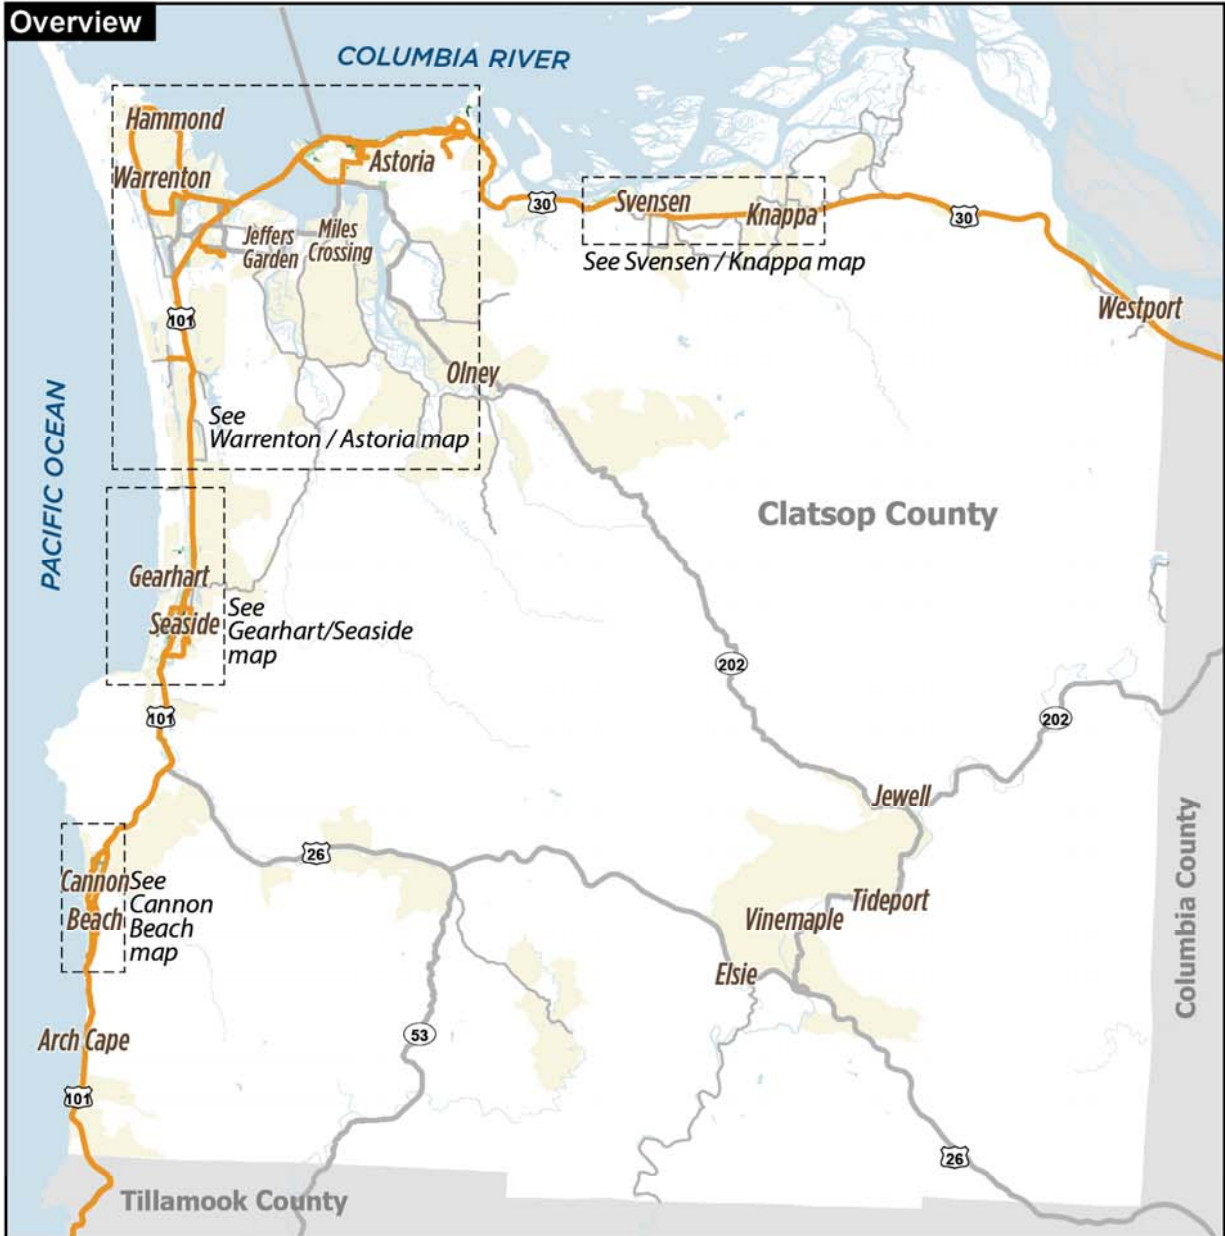 Overview
COLUMBIA RIVER
Hammond
Astoria
Warrenton
30
Svensen
Knappa
30
Jeffers
Garden
Miles
Crossing
See Svensen / Knappa map
Westport
101
Olney
PACIFIC OCEAN
See
Warrenton / Astoria map
Clatsop County
Gearhart
Seaside
See
Gearhart/Seaside
map
202
101
202
Jewell
26
Cannon
Beach
See
Cannon
Beach
map
Tideport
Vinemaple
Elsie
Columbia County
Arch Cape
53
101
26
Tillamook County